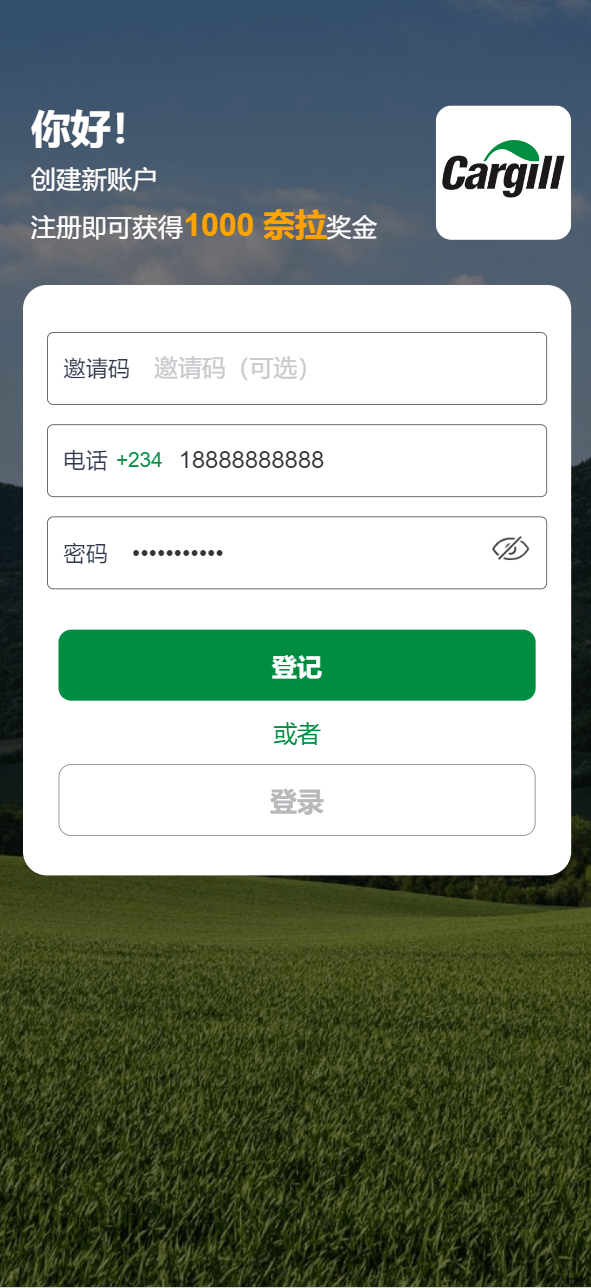 你好！
创建新账户
注册即可获得1000 奈拉奖金
Cargill
邀请码 邀请码（可选）
电话 +234 18888888888
密码 •••••••••••
登记
或者
登录